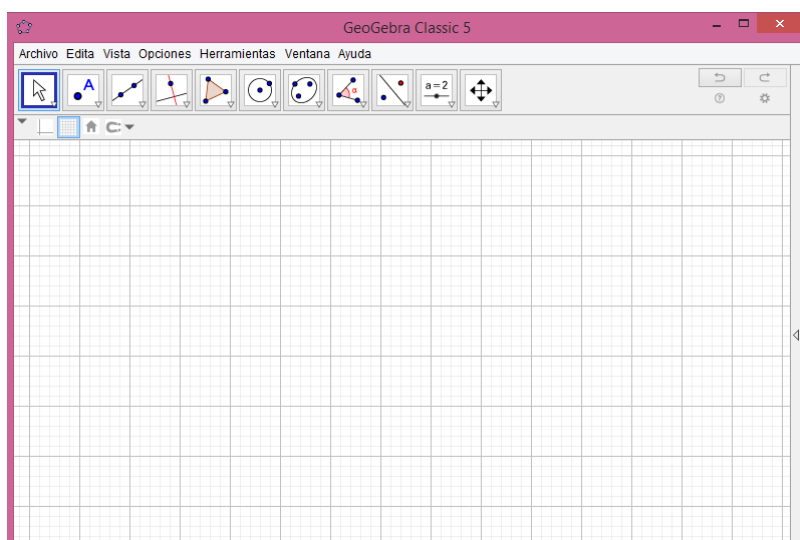 GeoGebra Classic 5
Archivo Edita Vista Opciones Herramientas Ventana Ayuda
A
α
a=2